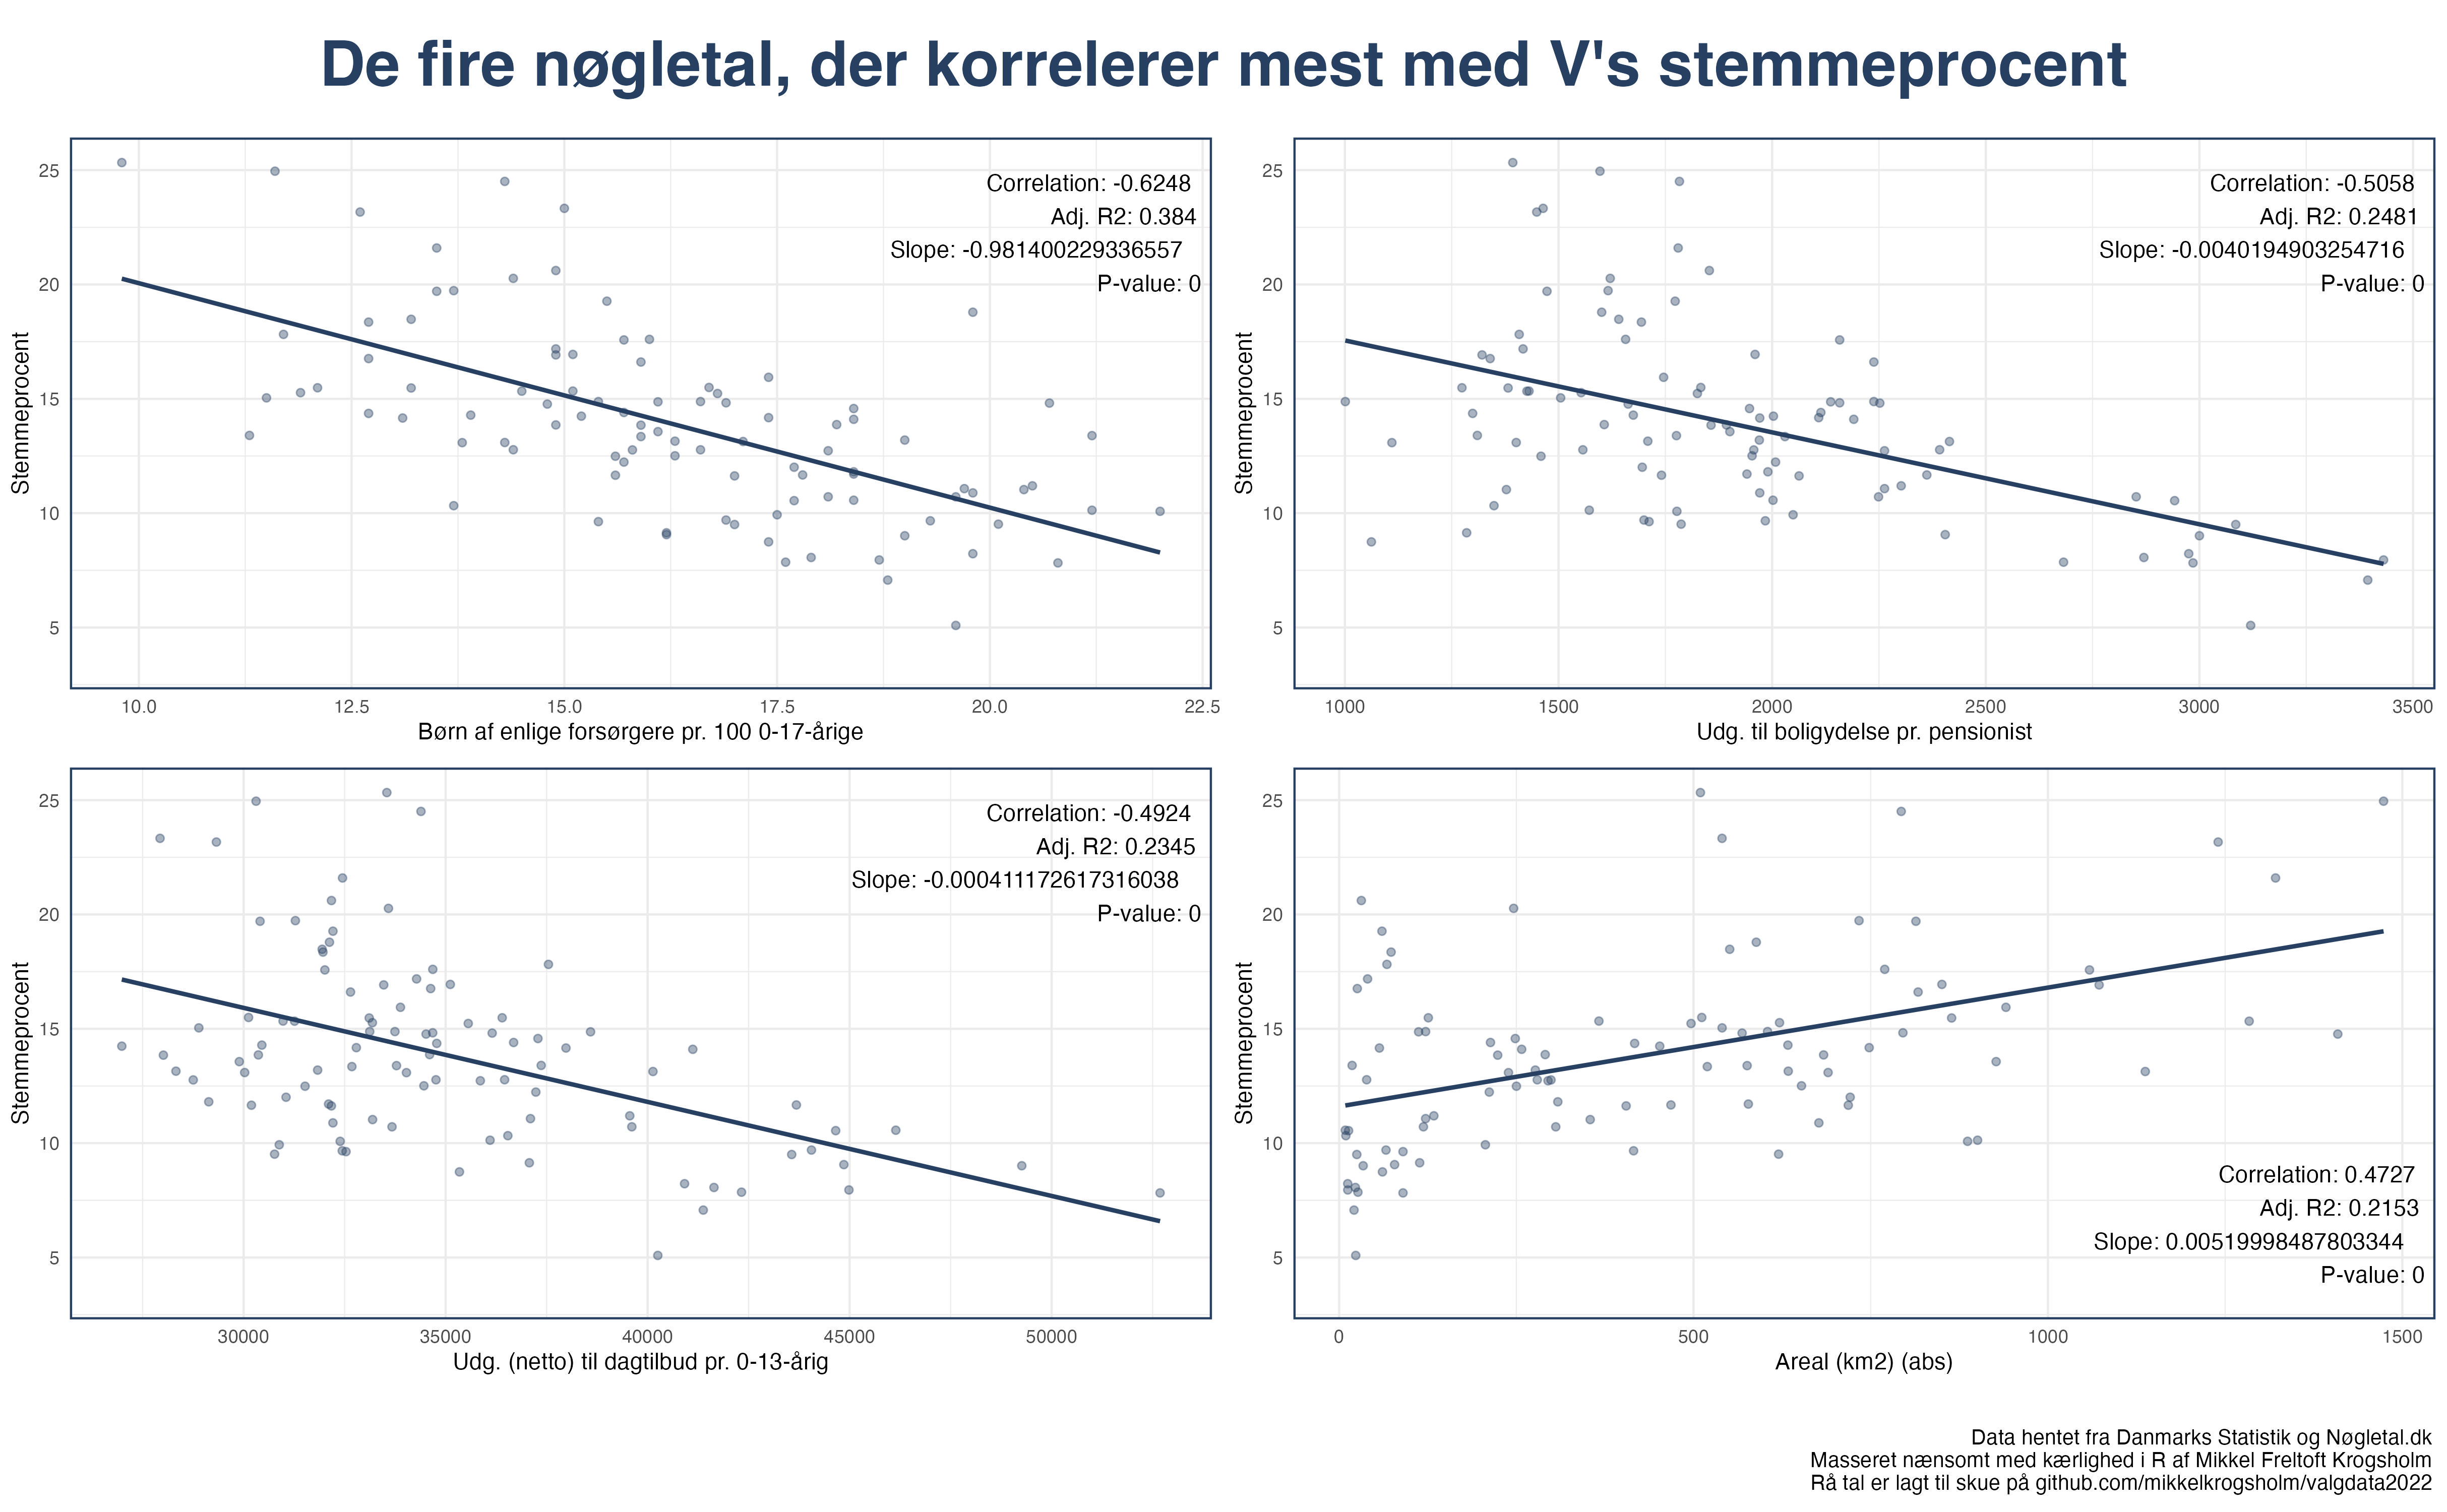 De fire nøgletal, der korrelerer mest med V's stemmeprocent
Stemmeprocent
25
20
15
10
5
Correlation: -0.6248
Adj. R2: 0.384
Slope: -0.981400229336557
P-value: 0
10.0 12.5 15.0 17.5 20.0 22.5
Børn af enlige forsørgere pr. 100 0-17-årige
Stemmeprocent
25
20
15
10
5
Correlation: -0.5058
Adj. R2: 0.2481
Slope: -0.0040194903254716
P-value: 0
1000 1500 2000 2500 3000 3500
Udg. til boligydelse pr. pensionist
Stemmeprocent
25
20
15
10
5
Correlation: -0.4924
Adj. R2: 0.2345
Slope: -0.000411172617316038
P-value: 0
30000 35000 40000 45000 50000
Udg. (netto) til dagtilbud pr. 0-13-årig
Stemmeprocent
25
20
15
10
5
Correlation: 0.4727
Adj. R2: 0.2153
Slope: 0.00519998487803344
P-value: 0
0 500 1000 1500
Areal (km2) (abs)
Data hentet fra Danmarks Statistik og Nøgletal.dk
Masseret nænsomt med kærlighed i R af Mikkel Freltoft Krogsholm
Rå tal er lagt til skue på github.com/mikkelkrogsholm/valgdata2022